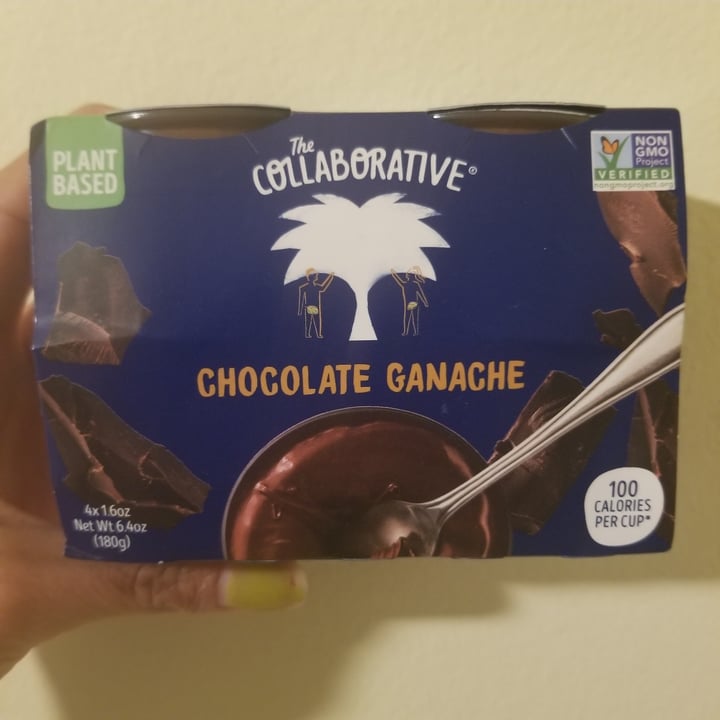 PLANT
BASED
The
COLLABORATIVE®
NON
GMO
Project
VERIFIED
nongmoproject.org
CHOCOLATE GANACHE
4x 1.6oz
Net Wt 6.4oz
(180g)
100
CALORIES
PER CUP*